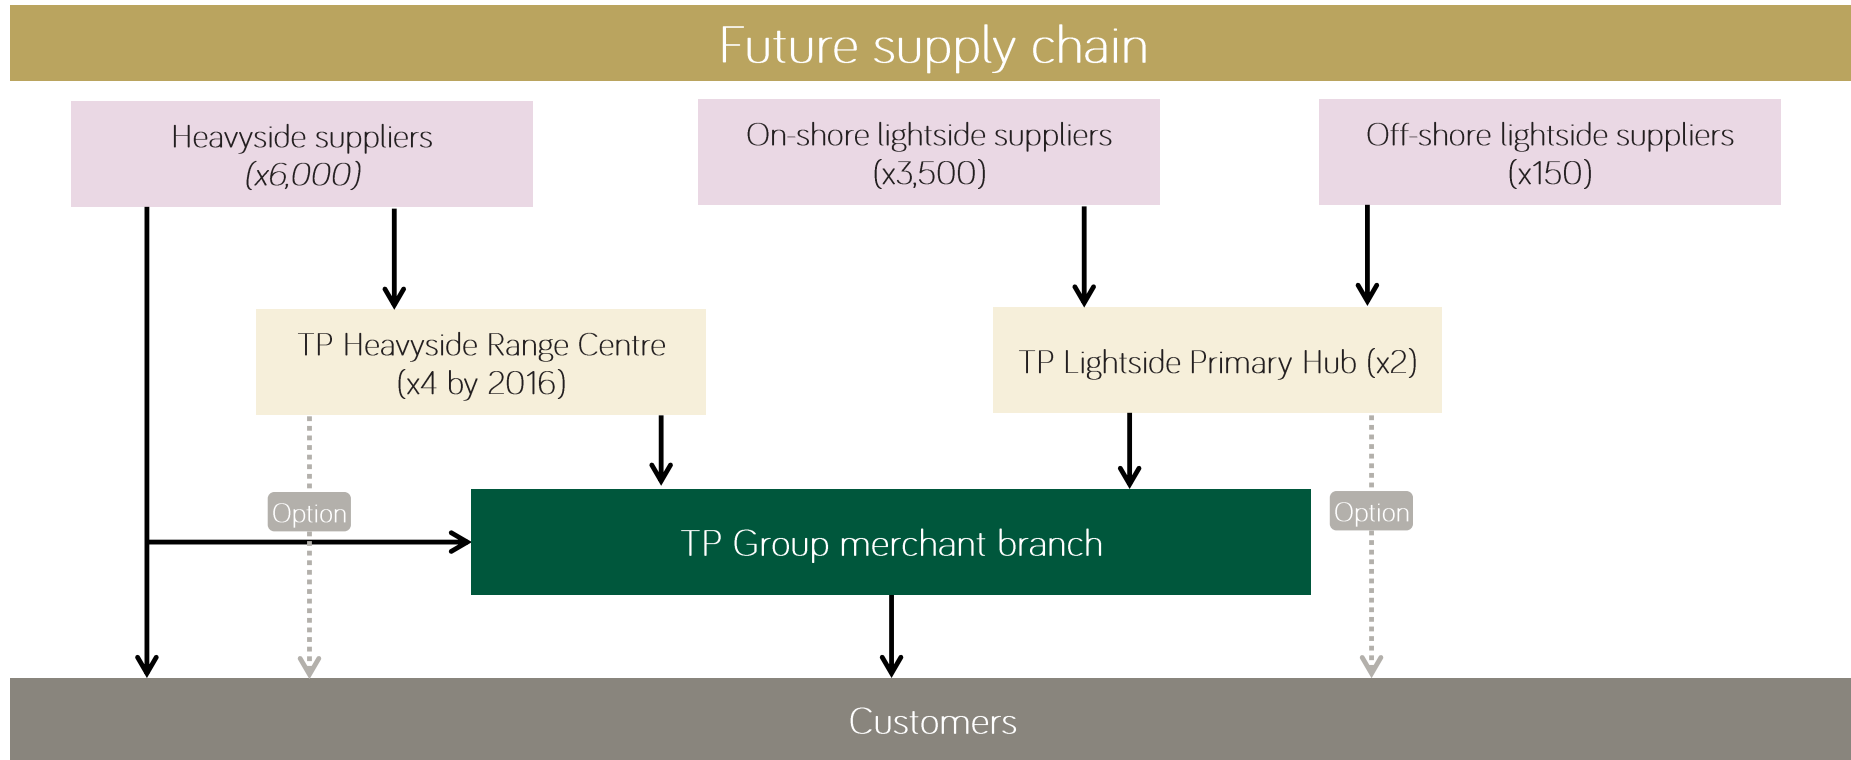 Future supply chain
Heavyside suppliers
(x6,000)
On-shore lightside suppliers
(x3,500)
Off-shore lightside suppliers
(x150)
TP Heavyside Range Centre
(x4 by 2016)
TP Lightside Primary Hub (x2)
Option
Option
TP Group merchant branch
Customers